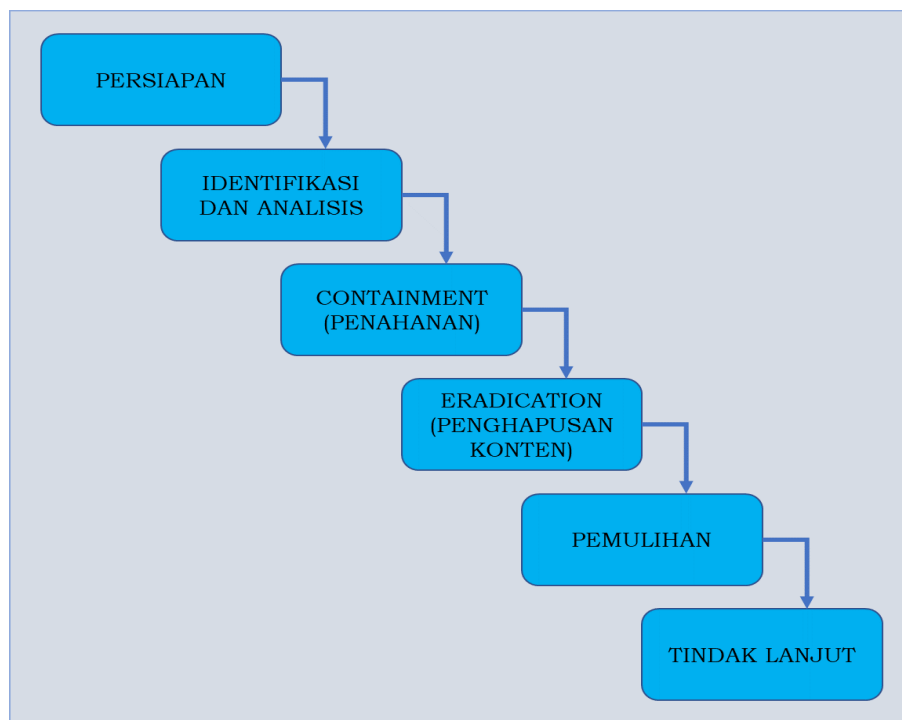 PERSIAPAN
IDENTIFIKASI
DAN ANALISIS
CONTAINMENT
(PENAHANAN)
ERADICATION
(PENGHAPUSAN
KONTEN)
PEMULIHAN
TINDAK LANJUT